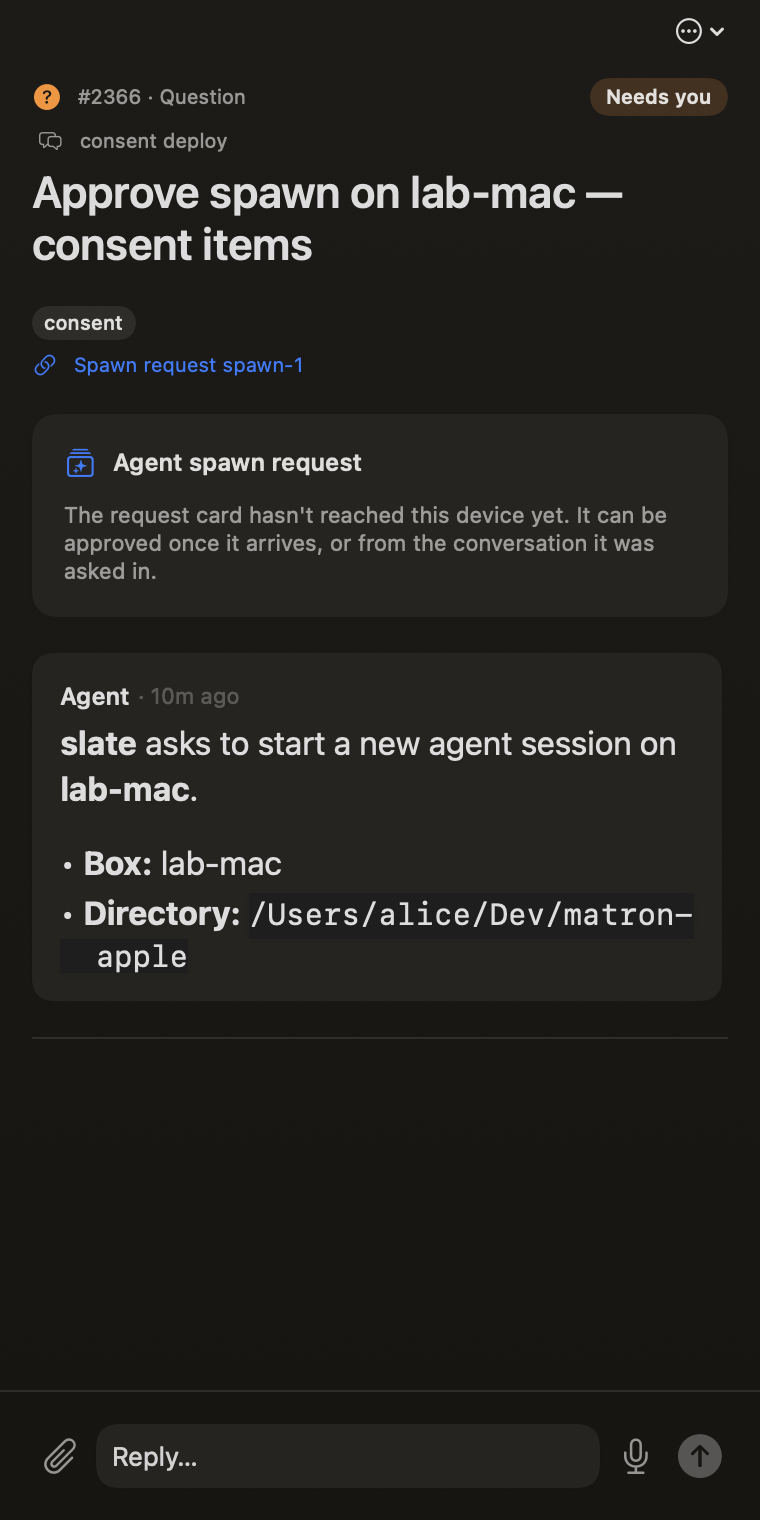 #2366 · Question
Needs you
consent deploy
Approve spawn on lab-mac —
consent items
consent
Spawn request spawn-1
Agent spawn request
The request card hasn't reached this device yet. It can be
approved once it arrives, or from the conversation it was
asked in.
Agent · 10m ago
slate asks to start a new agent session on
lab-mac.
• Box: lab-mac
• Directory: /Users/alice/Dev/matron-
apple
Reply...